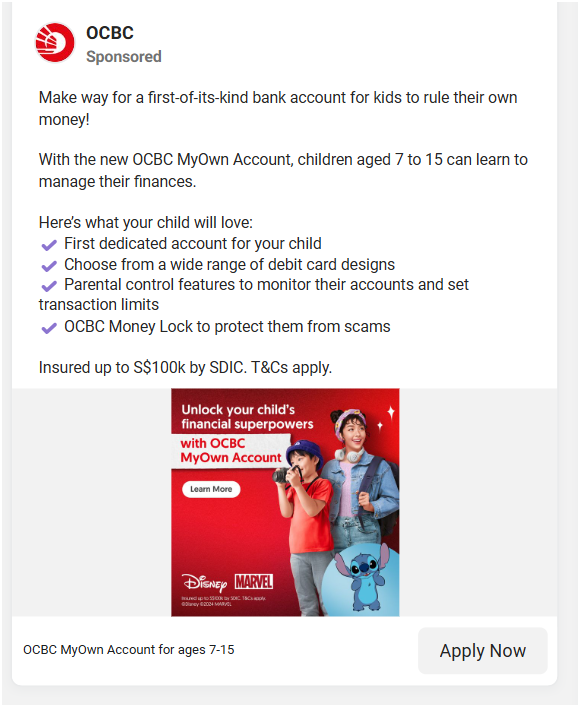 OCBC
Sponsored
Make way for a first-of-its-kind bank account for kids to rule their own
money!
With the new OCBC MyOwn Account, children aged 7 to 15 can learn to
manage their finances.
Here's what your child will love:
First dedicated account for your child
Choose from a wide range of debit card designs
Parental control features to monitor their accounts and set
transaction limits
OCBC Money Lock to protect them from scams
Insured up to S$100k by SDIC. T&Cs apply.
Unlock your child's
financial superpowers
with OCBC
MyOwn Account
Learn More
Disney MARVEL
Insured up to S$100k by SDIC. T&Cs apply
©Disney ©2024 MARVEL
OCBC MyOwn Account for ages 7-15
Apply Now